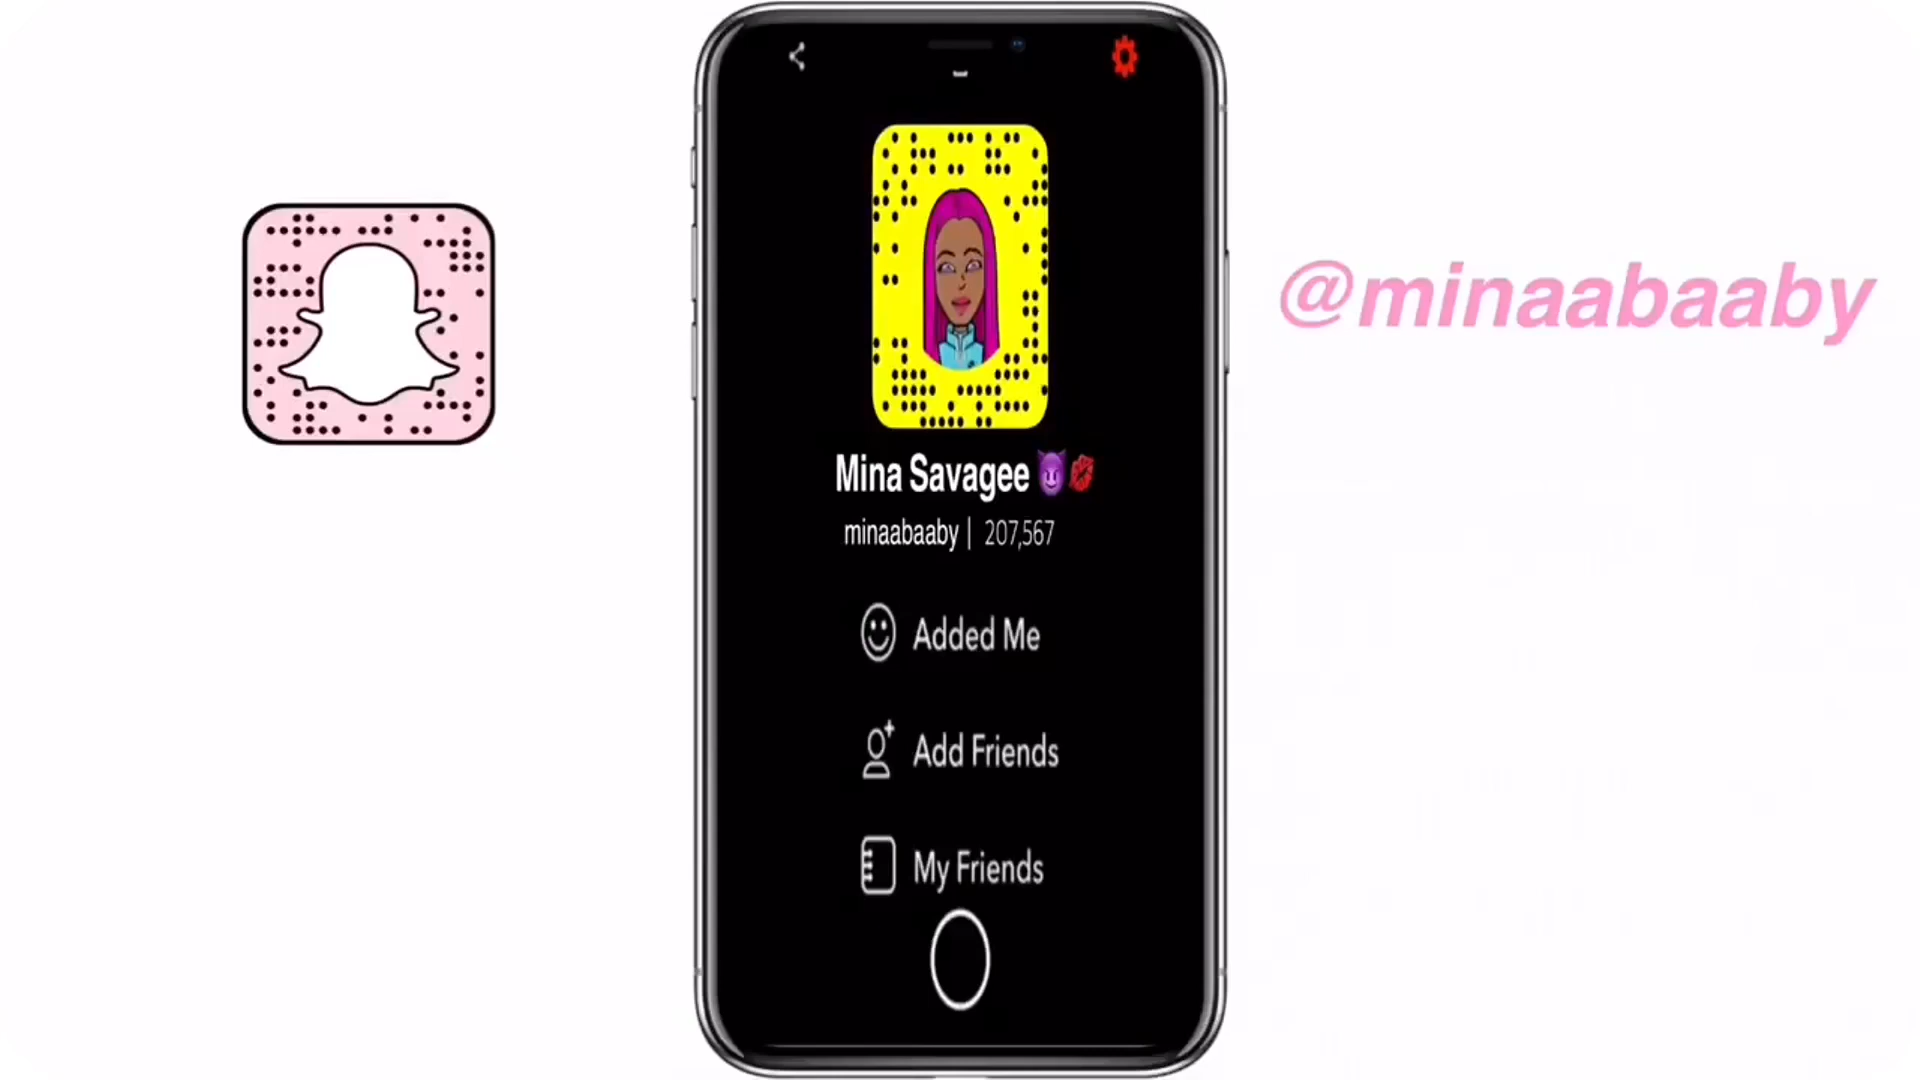 @minaabaaby
Mina Savagee 😈💋
minaabaaby | 207,567
Added Me
Add Friends
My Friends